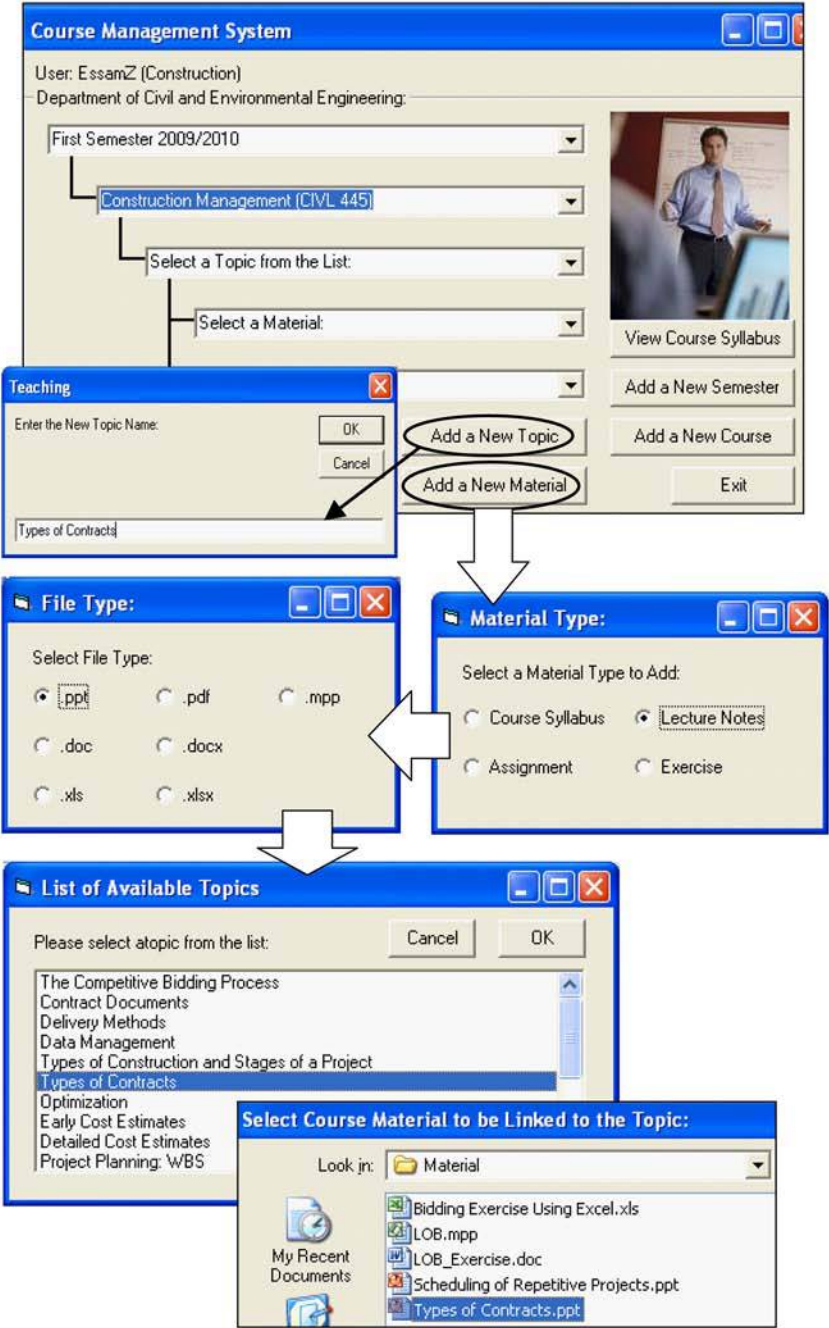 Course Management System
User: EssamZ (Construction)
Department of Civil and Environmental Engineering:
First Semester 2009/2010
Construction Management (CIVL 445)
Select a Topic from the List:
Select a Material:
View Course Syllabus
Add a New Semester
Add a New Topic
Add a New Course
Add a New Material
Exit
Teaching
Enter the New Topic Name:
OK
Cancel
Types of Contracts
Material Type:
Select a Material Type to Add:
Course Syllabus Lecture Notes
Assignment Exercise
File Type:
Select File Type:
.ppt .pdf .mpp
.doc .docx
.xls .xlsx
List of Available Topics
Please select atopic from the list:
Cancel OK
The Competitive Bidding Process
Contract Documents
Delivery Methods
Data Management
Types of Construction and Stages of a Project
Types of Contracts
Optimization
Early Cost Estimates
Detailed Cost Estimates
Project Planning: WBS
Select Course Material to be Linked to the Topic:
Look in: Material
My Recent
Documents
Bidding Exercise Using Excel.xls
LOB.mpp
LOB_Exercise.doc
Scheduling of Repetitive Projects.ppt
Types of Contracts.ppt